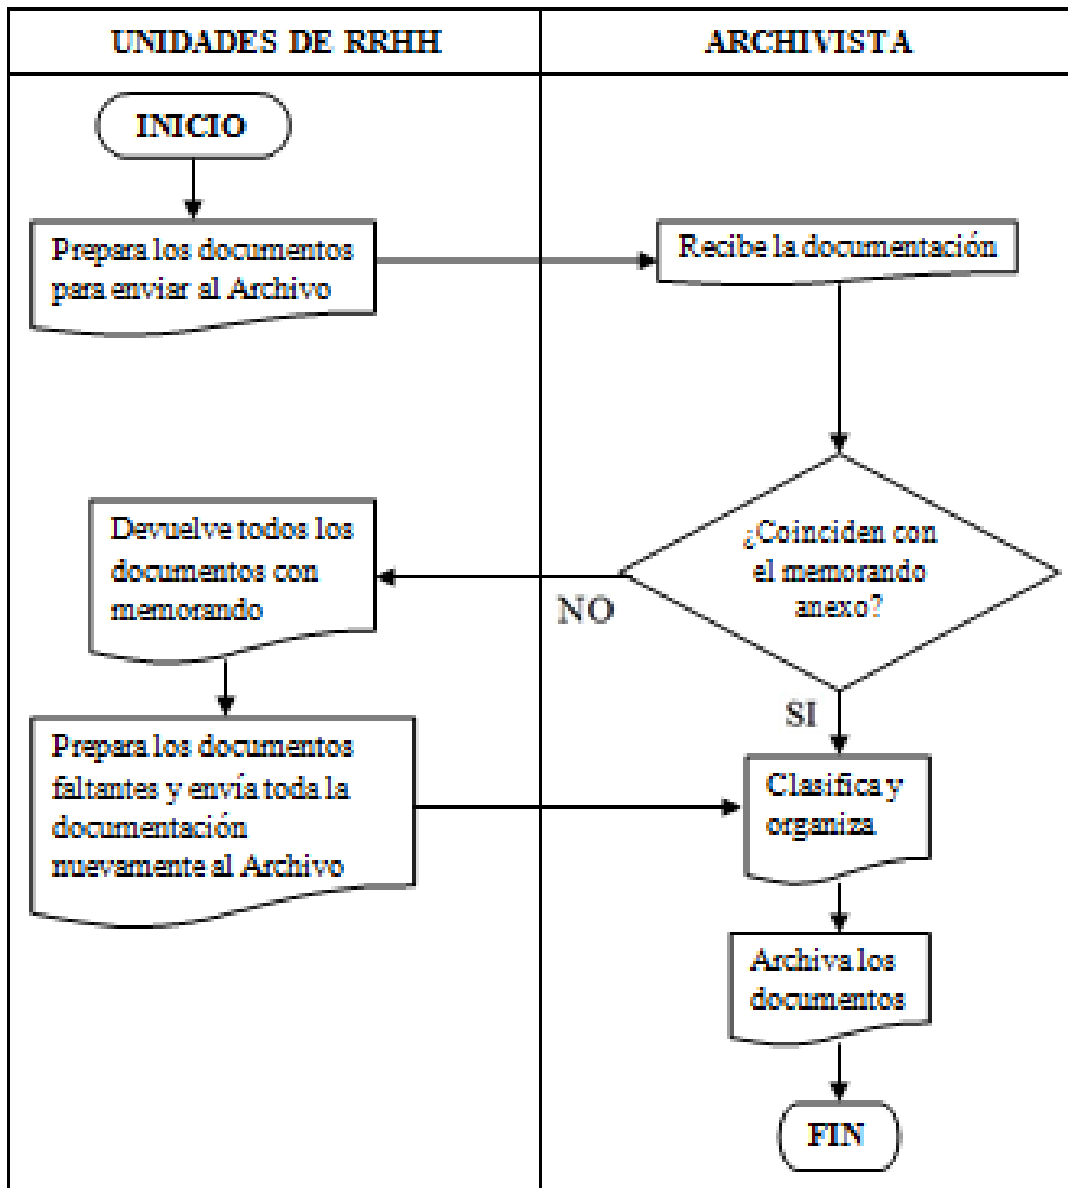 UNIDADES DE RRHH
ARCHIVISTA
INICIO
Prepara los documentos
para enviar al Archivo
Recibe la documentación
¿Coinciden con
el memorando
anexo?
NO
SI
Devuelve todos los
documentos con
memorando
Prepara los documentos
faltantes y envía toda la
documentación
nuevamente al Archivo
Clasifica y
organiza
Archiva los
documentos
FIN